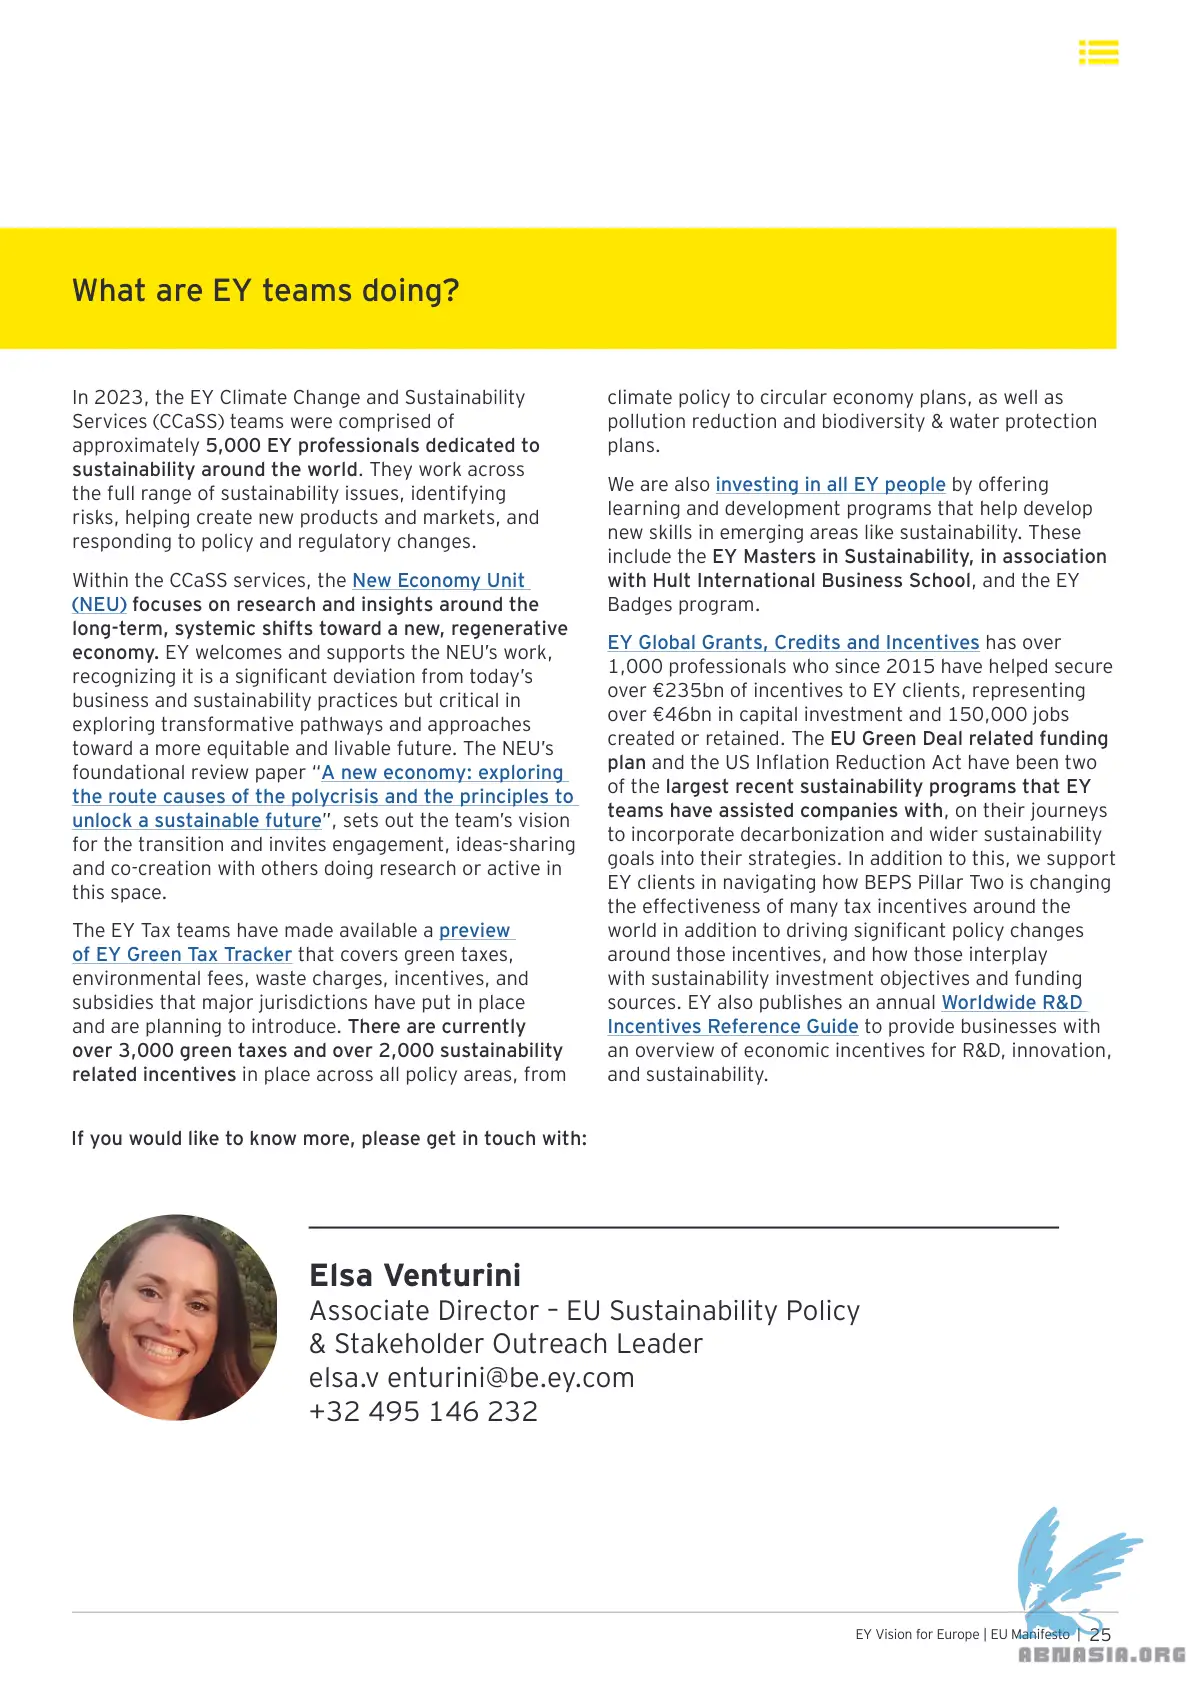 What are EY teams doing?
In 2023, the EY Climate Change and Sustainability
Services (CCaSS) teams were comprised of
approximately 5,000 EY professionals dedicated to
sustainability around the world. They work across
the full range of sustainability issues, identifying
risks, helping create new products and markets, and
responding to policy and regulatory changes.
Within the CCaSS services, the New Economy Unit
(NEU) focuses on research and insights around the
long-term, systemic shifts toward a new, regenerative
economy. EY welcomes and supports the NEU’s work,
recognizing it is a significant deviation from today’s
business and sustainability practices but critical in
exploring transformative pathways and approaches
toward a more equitable and livable future. The NEU’s
foundational review paper “A new economy: exploring
the route causes of the polycrisis and the principles to
unlock a sustainable future”, sets out the team’s vision
for the transition and invites engagement, ideas-sharing
and co-creation with others doing research or active in
this space.
The EY Tax teams have made available a preview
of EY Green Tax Tracker that covers green taxes,
environmental fees, waste charges, incentives, and
subsidies that major jurisdictions have put in place
and are planning to introduce. There are currently
over 3,000 green taxes and over 2,000 sustainability
related incentives in place across all policy areas, from
climate policy to circular economy plans, as well as
pollution reduction and biodiversity & water protection
plans.
We are also investing in all EY people by offering
learning and development programs that help develop
new skills in emerging areas like sustainability. These
include the EY Masters in Sustainability, in association
with Hult International Business School, and the EY
Badges program.
EY Global Grants, Credits and Incentives has over
1,000 professionals who since 2015 have helped secure
over €235bn of incentives to EY clients, representing
over €46bn in capital investment and 150,000 jobs
created or retained. The EU Green Deal related funding
plan and the US Inflation Reduction Act have been two
of the largest recent sustainability programs that EY
teams have assisted companies with, on their journeys
to incorporate decarbonization and wider sustainability
goals into their strategies. In addition to this, we support
EY clients in navigating how BEPS Pillar Two is changing
the effectiveness of many tax incentives around the
world in addition to driving significant policy changes
around those incentives, and how those interplay
with sustainability investment objectives and funding
sources. EY also publishes an annual Worldwide R&D
Incentives Reference Guide to provide businesses with
an overview of economic incentives for R&D, innovation,
and sustainability.
If you would like to know more, please get in touch with:
Elsa Venturini
Associate Director – EU Sustainability Policy
& Stakeholder Outreach Leader
elsa.v enturini@be.ey.com
+32 495 146 232
EY Vision for Europe | EU Manifesto | 25
ABNASIA.ORG